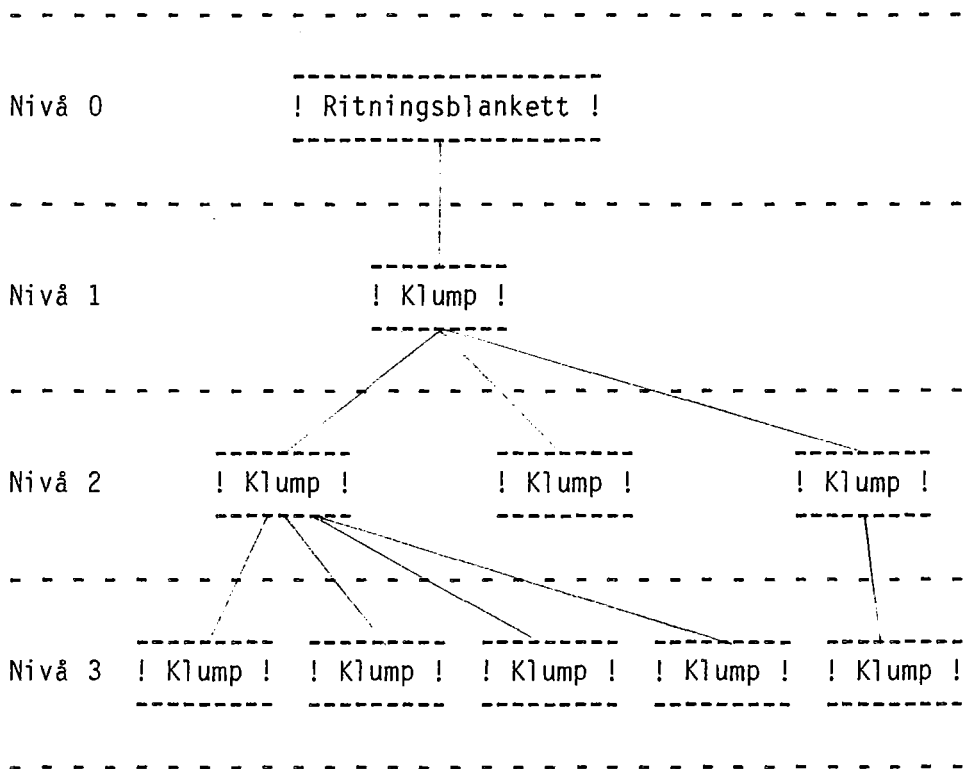 Nivå 0 ! Ritningsblankett !
Nivå 1 ! Klump !
Nivå 2 ! Klump ! ! Klump ! ! Klump !
Nivå 3 ! Klump ! ! Klump ! ! Klump ! ! Klump ! ! Klump !